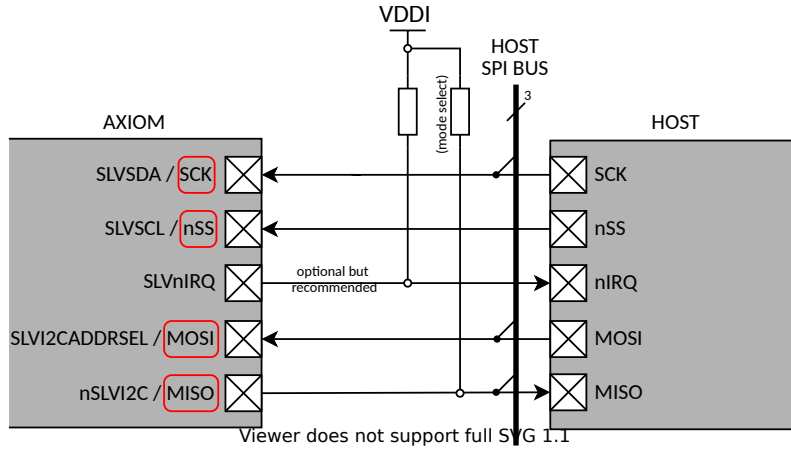 VDDI
HOST
SPI BUS
3
(mode select)
AXIOM
HOST
SLVSDA / SCK
SCK
SLVSCL / nSS
nSS
SLVnIRQ
optional but
recommended
nIRQ
SLVI2CADDRSEL / MOSI
MOSI
nSLVI2C / MISO
MISO
Viewer does not support full SVG 1.1